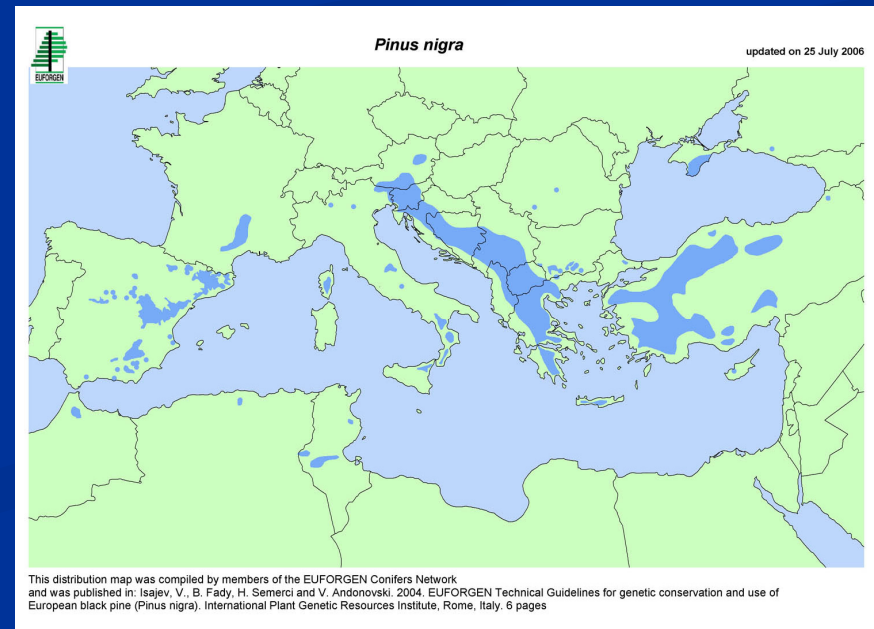 EUFORGEN
Pinus nigra
updated on 25 July 2006
This distribution map was compiled by members of the EUFORGEN Conifers Network
and was published in: Isajev, V., B. Fady, H. Semerci and V. Andonovski. 2004. EUFORGEN Technical Guidelines for genetic conservation and use of
European black pine (Pinus nigra). International Plant Genetic Resources Institute, Rome, Italy. 6 pages